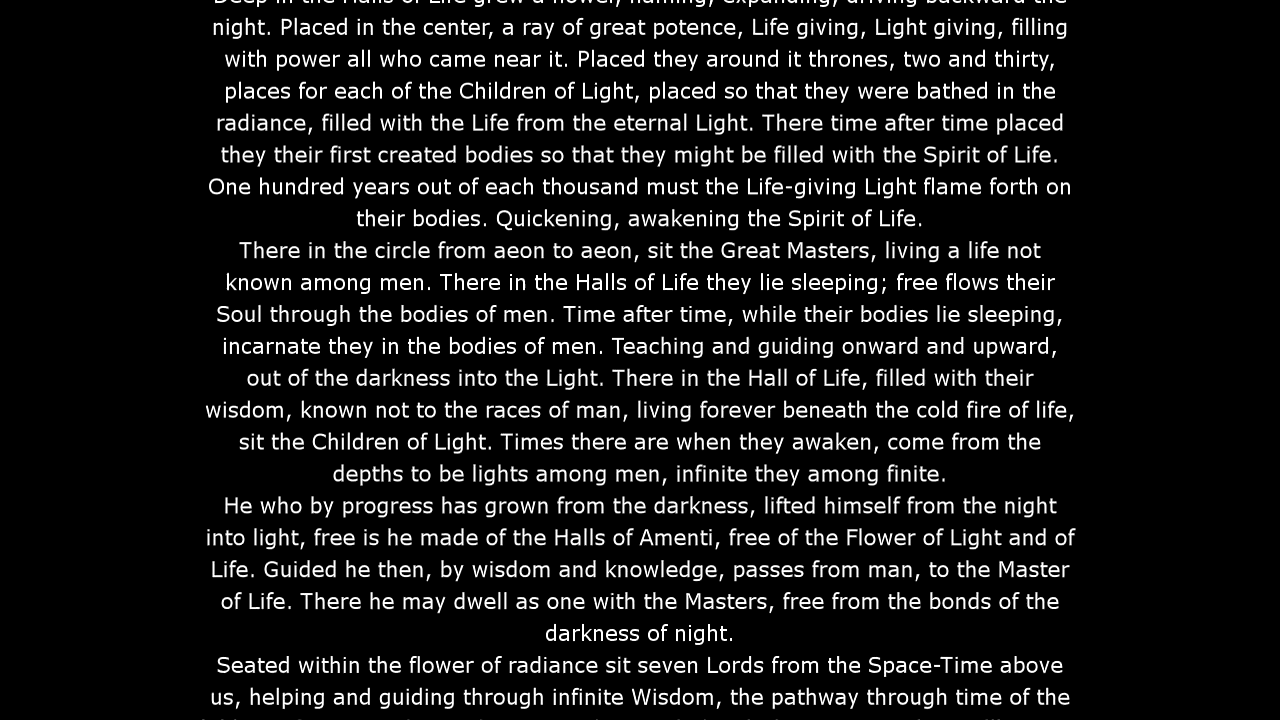 Deep in the Halls of Life grew a flower, flaming, expanding, driving backward the
night. Placed in the center, a ray of great potence, Life giving, Light giving, filling
with power all who came near it. Placed they around it thrones, two and thirty,
places for each of the Children of Light, placed so that they were bathed in the
radiance, filled with the Life from the eternal Light. There time after time placed
they their first created bodies so that they might be filled with the Spirit of Life.
One hundred years out of each thousand must the Life-giving Light flame forth on
their bodies. Quickening, awakening the Spirit of Life.
There in the circle from aeon to aeon, sit the Great Masters, living a life not
known among men. There in the Halls of Life they lie sleeping; free flows their
Soul through the bodies of men. Time after time, while their bodies lie sleeping,
incarnate they in the bodies of men. Teaching and guiding onward and upward,
out of the darkness into the Light. There in the Hall of Life, filled with their
wisdom, known not to the races of man, living forever beneath the cold fire of life,
sit the Children of Light. Times there are when they awaken, come from the
depths to be lights among men, infinite they among finite.
He who by progress has grown from the darkness, lifted himself from the night
into light, free is he made of the Halls of Amenti, free of the Flower of Light and of
Life. Guided he then, by wisdom and knowledge, passes from man, to the Master
of Life. There he may dwell as one with the Masters, free from the bonds of the
darkness of night.
Seated within the flower of radiance sit seven Lords from the Space-Time above
us, helping and guiding through infinite Wisdom, the pathway through time of the